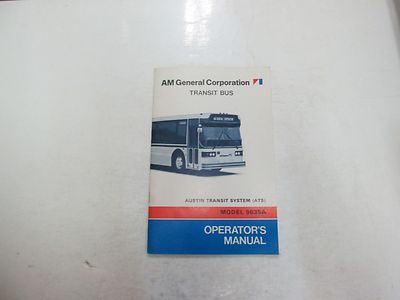 AM General Corporation
TRANSIT BUS
AUSTIN TRANSIT SYSTEM (ATS)
MODEL 9635A
OPERATOR'S
MANUAL